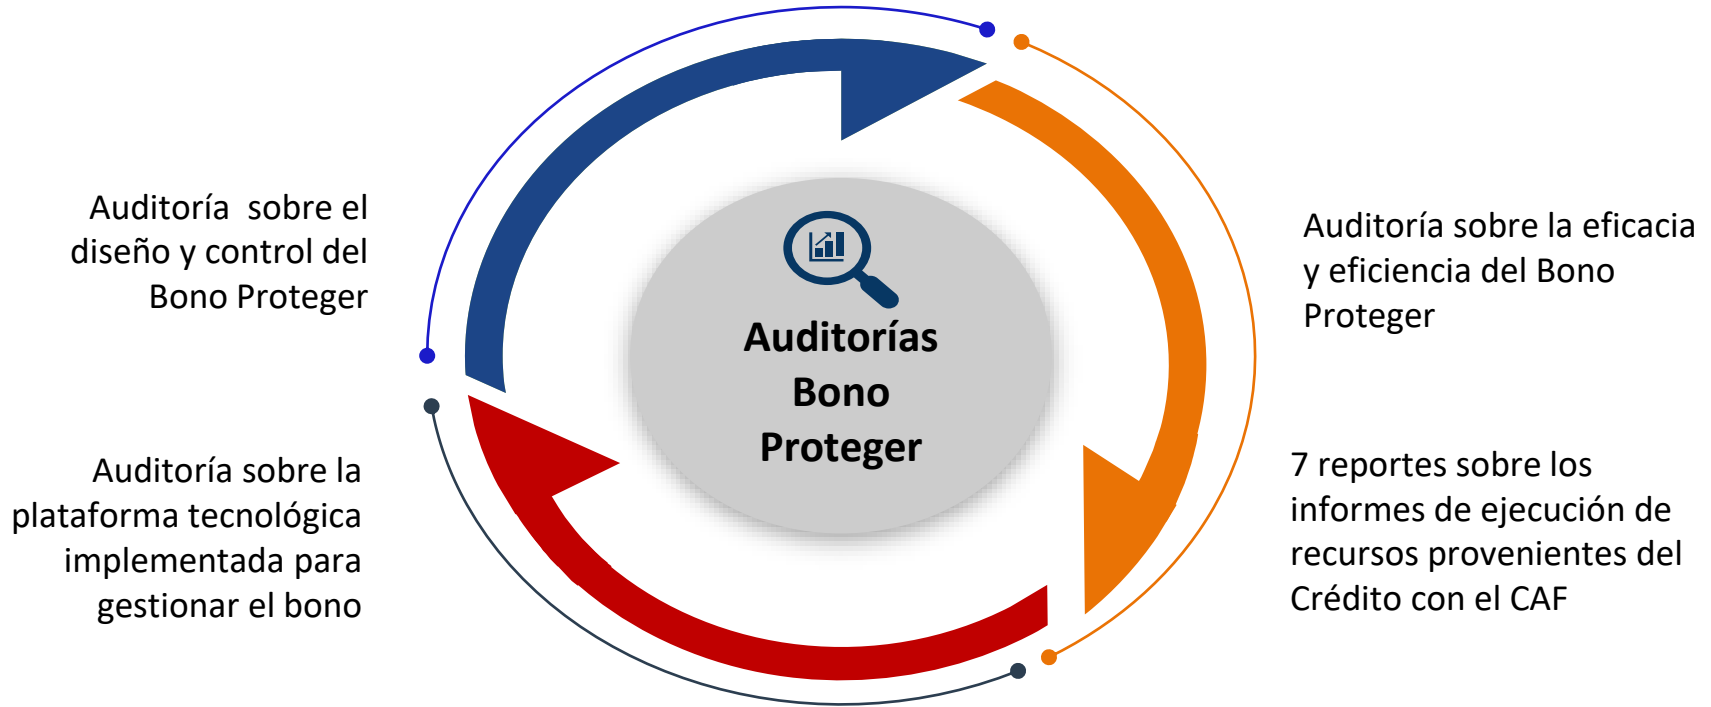 Auditoría  sobre el
diseño y control del
Bono Proteger
Auditoría sobre la
plataforma tecnológica
implementada para
gestionar el bono
Auditorías
Bono
Proteger
Auditoría sobre la eficacia
y eficiencia del Bono
Proteger
7 reportes sobre los
informes de ejecución de
recursos provenientes del
Crédito con el CAF